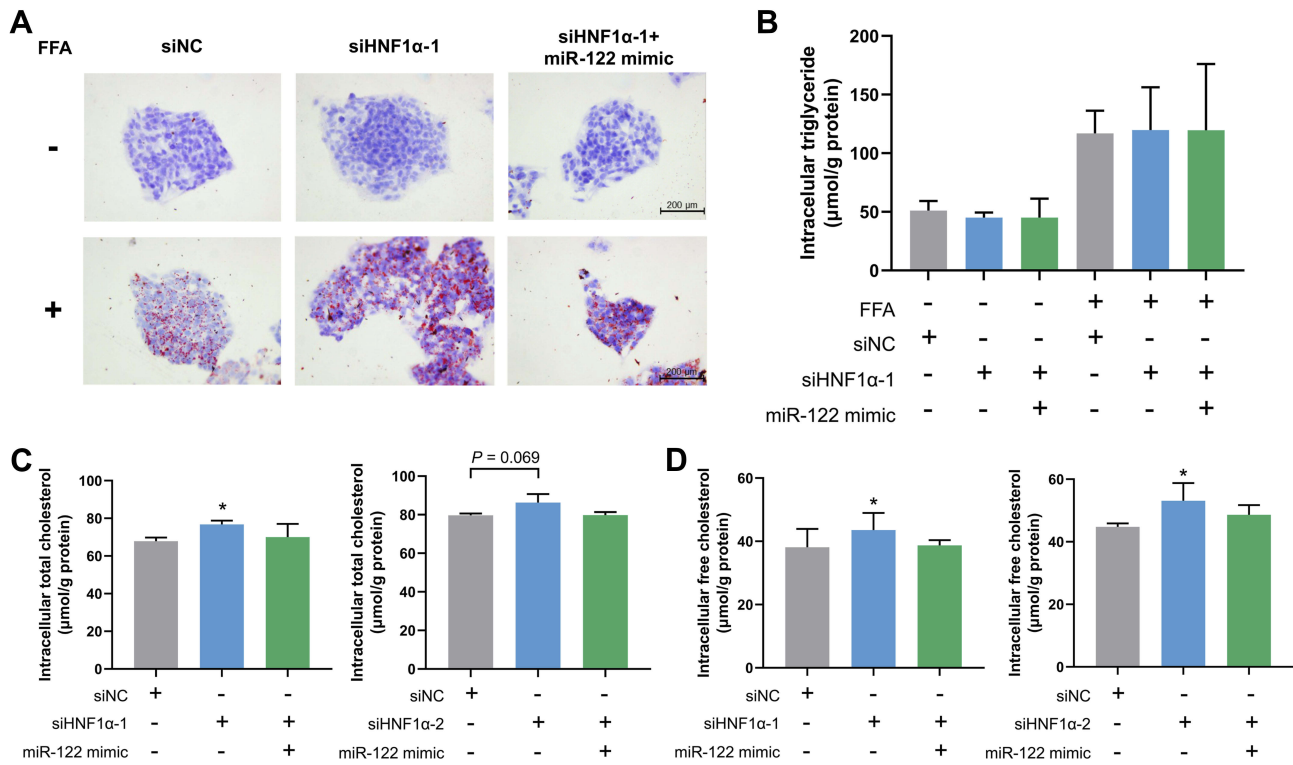 A
FFA
siNC
siHNF1α-1
siHNF1α-1+
miR-122 mimic
-
200 μm
+
200 μm
B
Intracelular triglyceride
(μmol/g protein)
200
150
100
50
0
FFA - - - + + +
siNC + - - + - -
siHNF1α-1 - + + - + +
miR-122 mimic - - + - - +
C
Intracellular total cholesterol
(μmol/g protein)
100
80
60
40
20
0
*
siNC + - -
siHNF1α-1 - + +
miR-122 mimic - - +
Intracellular total cholesterol
(μmol/g protein)
100
80
60
40
20
0
P = 0.069
siNC + - -
siHNF1α-2 - + +
miR-122 mimic - - +
D
Intracellular free cholesterol
(μmol/g protein)
60
40
20
0
*
siNC + - -
siHNF1α-1 - + +
miR-122 mimic - - +
Intracellular free cholesterol
(μmol/g protein)
60
40
20
0
*
siNC + - -
siHNF1α-2 - + +
miR-122 mimic - - +